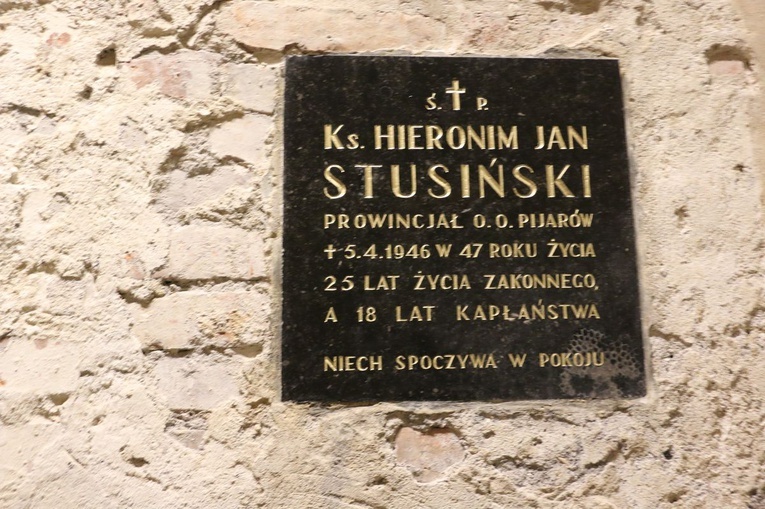 Ś. † P.
Ks. HIERONIM JAN
STUSIŃSKI
PROWINCJAŁ O.O. PIJARÓW
† 5.4.1946 W 47 ROKU ŻYCIA
25 LAT ŻYCIA ZAKONNEGO,
A 18 LAT KAPŁAŃSTWA
NIECH SPOCZYWA W POKOJU